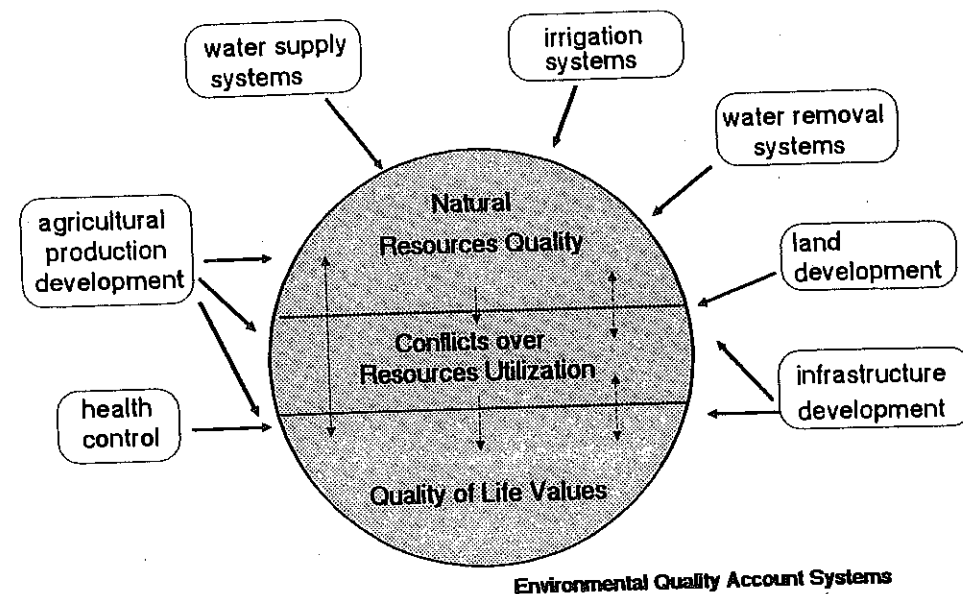 water supply
systems
irrigation
systems
water removal
systems
agricultural
production
development
land
development
health
control
infrastructure
development
Natural
Resources Quality
Conflicts over
Resources Utilization
Quality of Life Values
Environmental Quality Account Systems